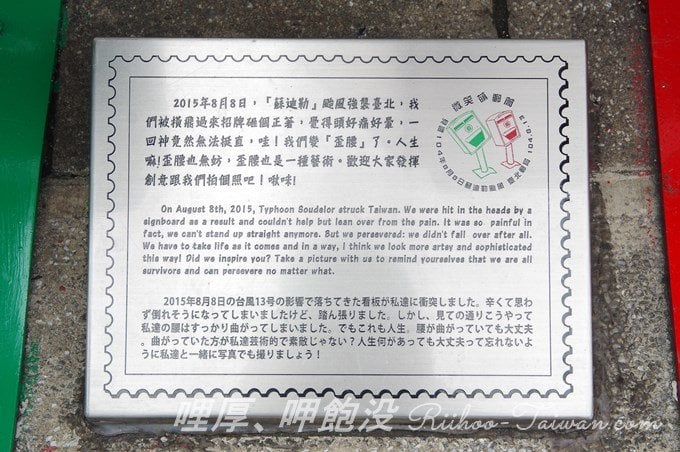 2015年8月8日，『蘇迪勒』颱風強襲臺北，我
們被橫飛過來招牌砸個正著，覺得頭好痛好暈，一
回神竟然無法挺直，哇！我們變『歪腰』了。人生
嘛！歪腰也無妨，歪腰也是一種藝術。歡迎大家發揮
創意跟我們拍個照吧！啾咪！
微笑萌郵筒
On August 8th, 2015, Typhoon Soudelor struck Taiwan. We were hit in the heads by a
signboard as a result and couldn't help but lean over from the pain. It was so painful in
fact, we can't stand up straight anymore. But we persevered: we didn't fall over after all.
We have to take life as it comes and in a way, I think we look more artsy and sophisticated
this way! Did we inspire you? Take a picture with us to remind yourselves that we are all
survivors and can persevere no matter what.
2015年8月8日の台風13号の影響で落ちてきた看板が私達に衝突しました。辛くて思わ
ず倒れそうになってしまいましたけど、踏ん張りました。しかし、見ての通りこうやって
私達の腰はすっかり曲がってしまいました。でもこれも人生。腰が曲がっていても大丈夫
。曲がっていた方が私達芸術的で素敵じゃない？人生何があっても大丈夫って忘れないよ
うに私達と一緒に写真でも撮りましょう！
哩厚、呷飽没 Riihoo-Taiwan.com